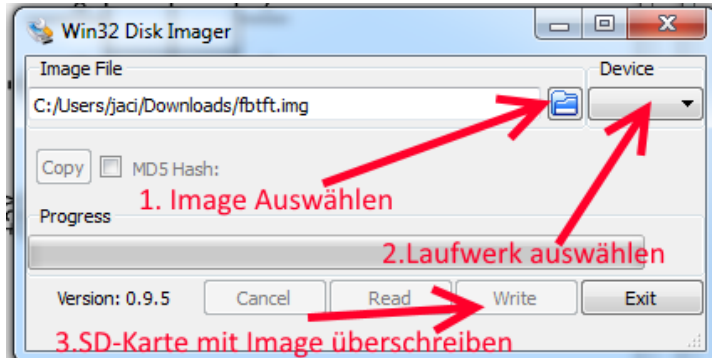 Win32 Disk Imager
Image File
Device
C:/Users/jaci/Downloads/fbtft.img
Copy
MD5 Hash:
1. Image Auswählen
Progress
2.Laufwerk auswählen
Version: 0.9.5
Cancel
Read
Write
Exit
3.SD-Karte mit Image überschreiben